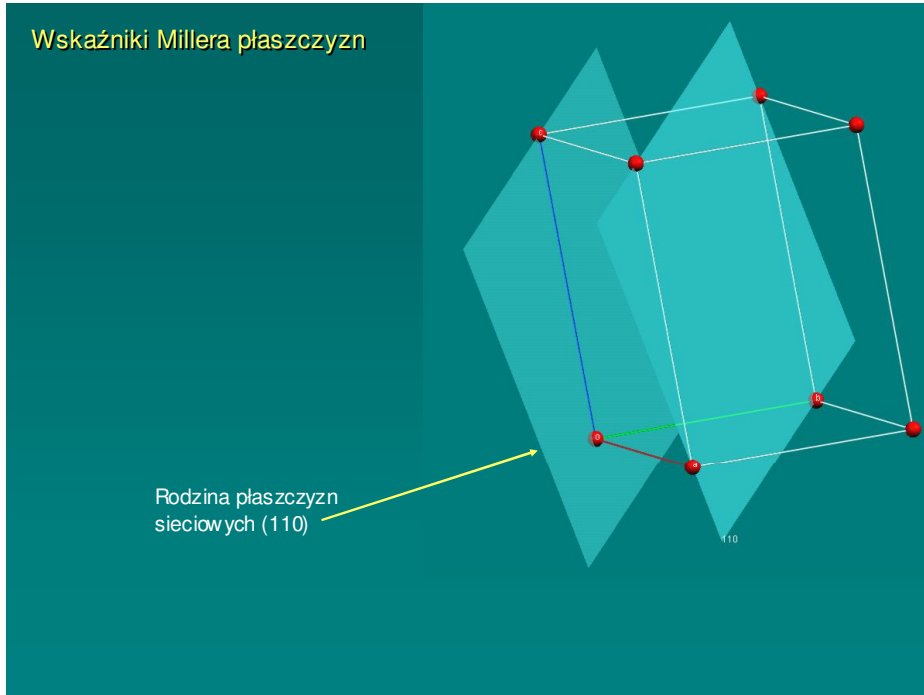 Wskaźniki Millera płaszczyzn
c
b
o
a
Rodzina płaszczyzn
sieciowych (110)
110